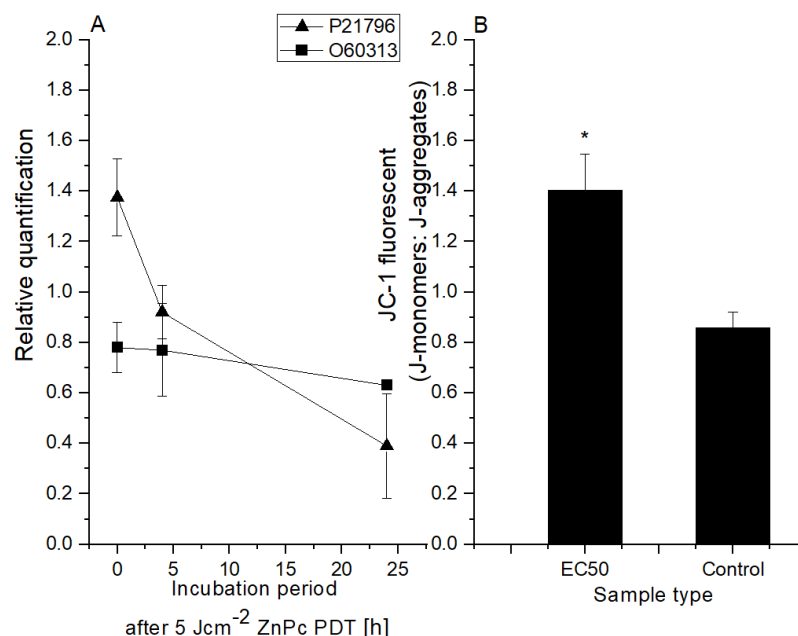 A
P21796
O60313
2.0
1.8
1.6
1.4
1.2
1.0
0.8
0.6
0.4
0.2
0.0
Relative quantification
0 5 10 15 20 25
Incubation period
after 5 Jcm⁻² ZnPc PDT [h]
B
2.0
1.8
1.6
1.4
1.2
1.0
0.8
0.6
0.4
0.2
0.0
JC-1 fluorescent
(J-monomers: J-aggregates)
*
EC50 Control
Sample type